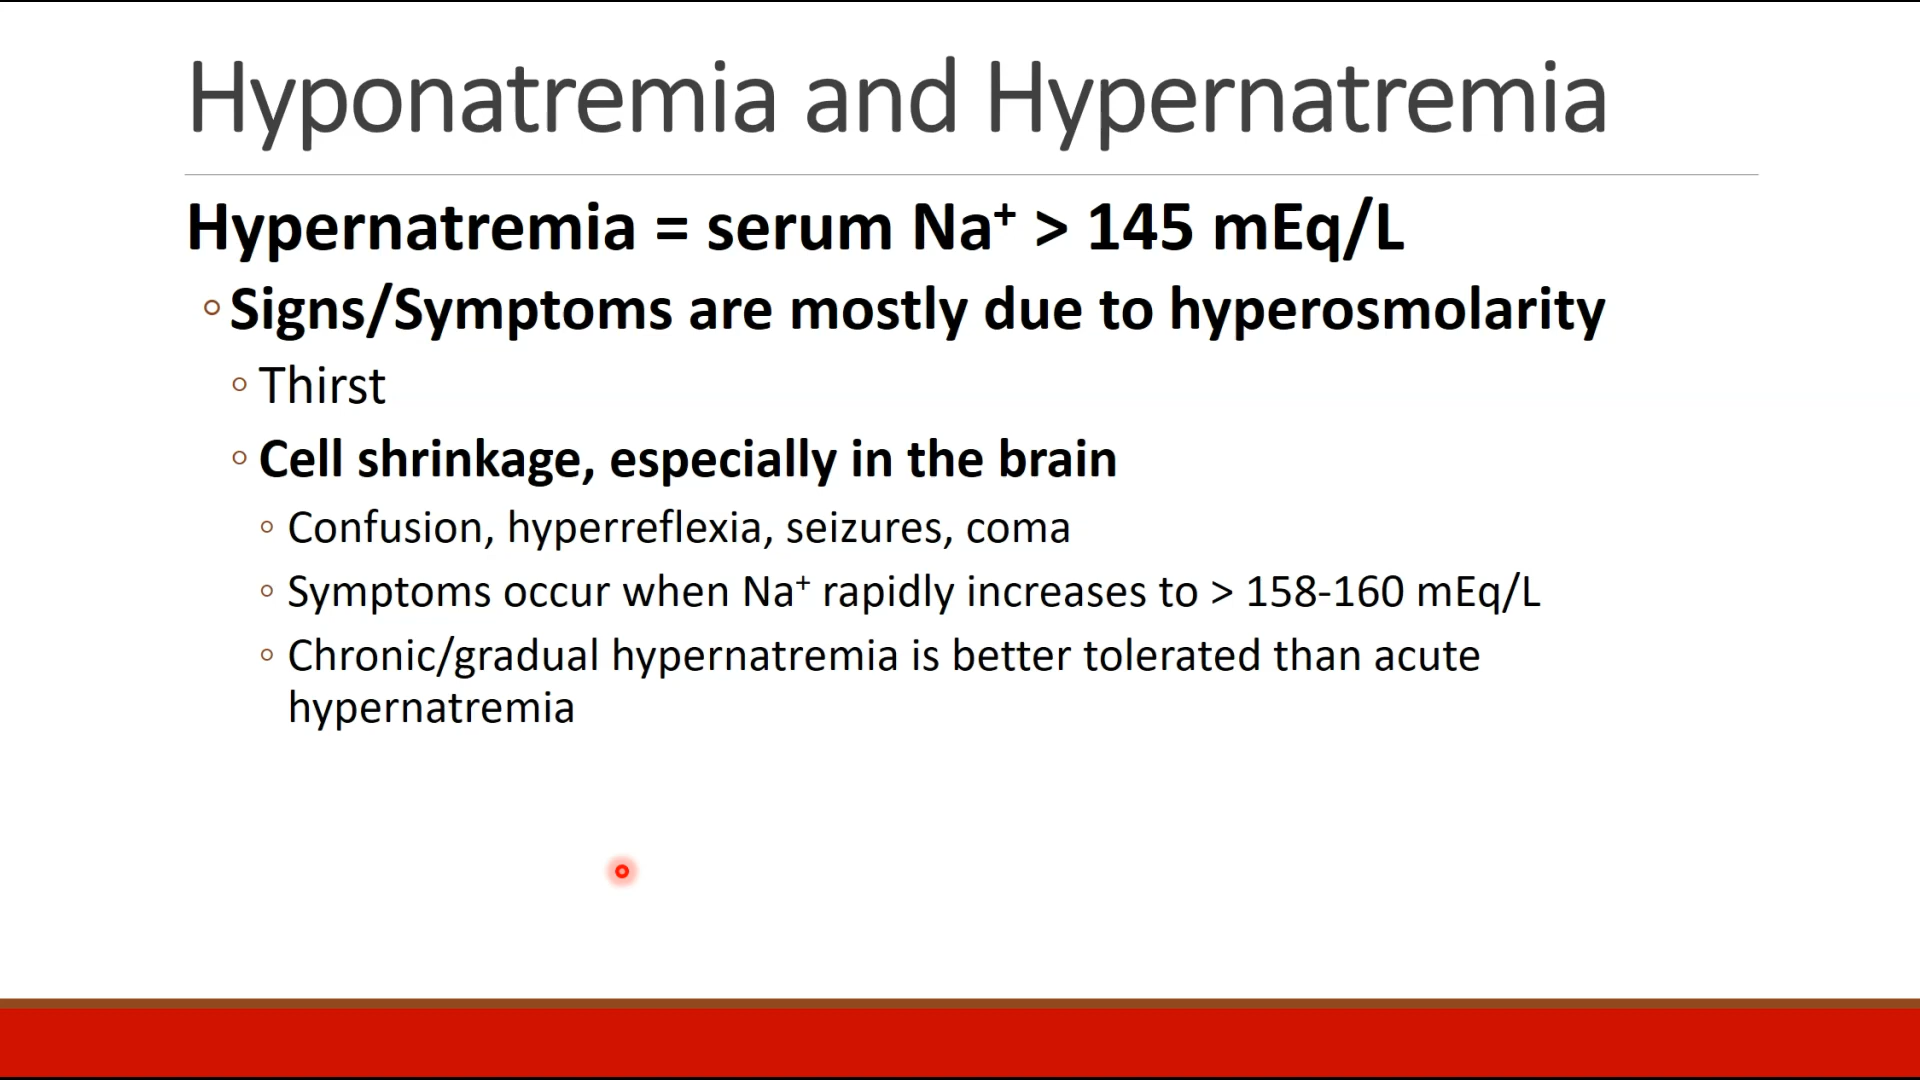 Hyponatremia and Hypernatremia
Hypernatremia = serum Na⁺ > 145 mEq/L
◦ Signs/Symptoms are mostly due to hyperosmolarity
◦ Thirst
◦ Cell shrinkage, especially in the brain
◦ Confusion, hyperreflexia, seizures, coma
◦ Symptoms occur when Na⁺ rapidly increases to > 158-160 mEq/L
◦ Chronic/gradual hypernatremia is better tolerated than acute
hypernatremia